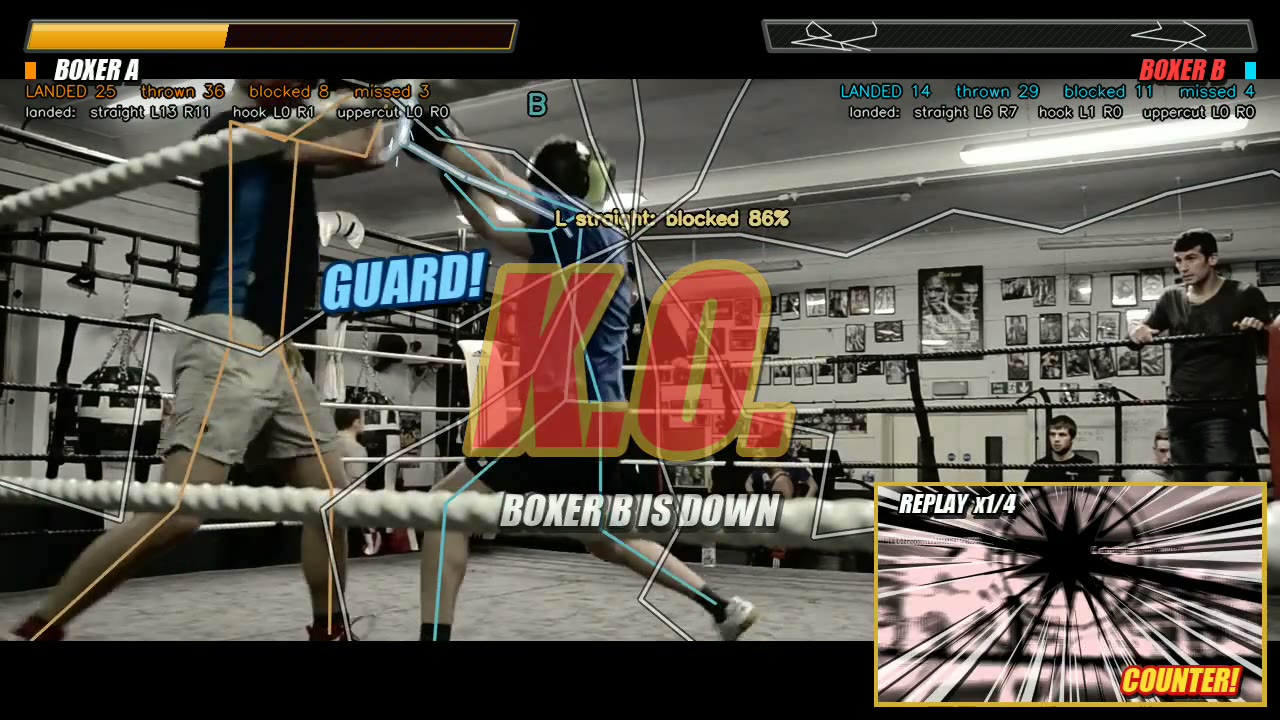 BOXER A
BOXER B
LANDED 25 thrown 36 blocked 8 missed 3
LANDED 14 thrown 29 blocked 11 missed 4
landed: straight L13 R11 hook L0 R1 uppercut L0 R0
landed: straight L6 R7 hook L1 R0 uppercut L0 R0
B
L straight: blocked 86%
GUARD!
K.O.
BOXER B IS DOWN
REPLAY x1/4
COUNTER!